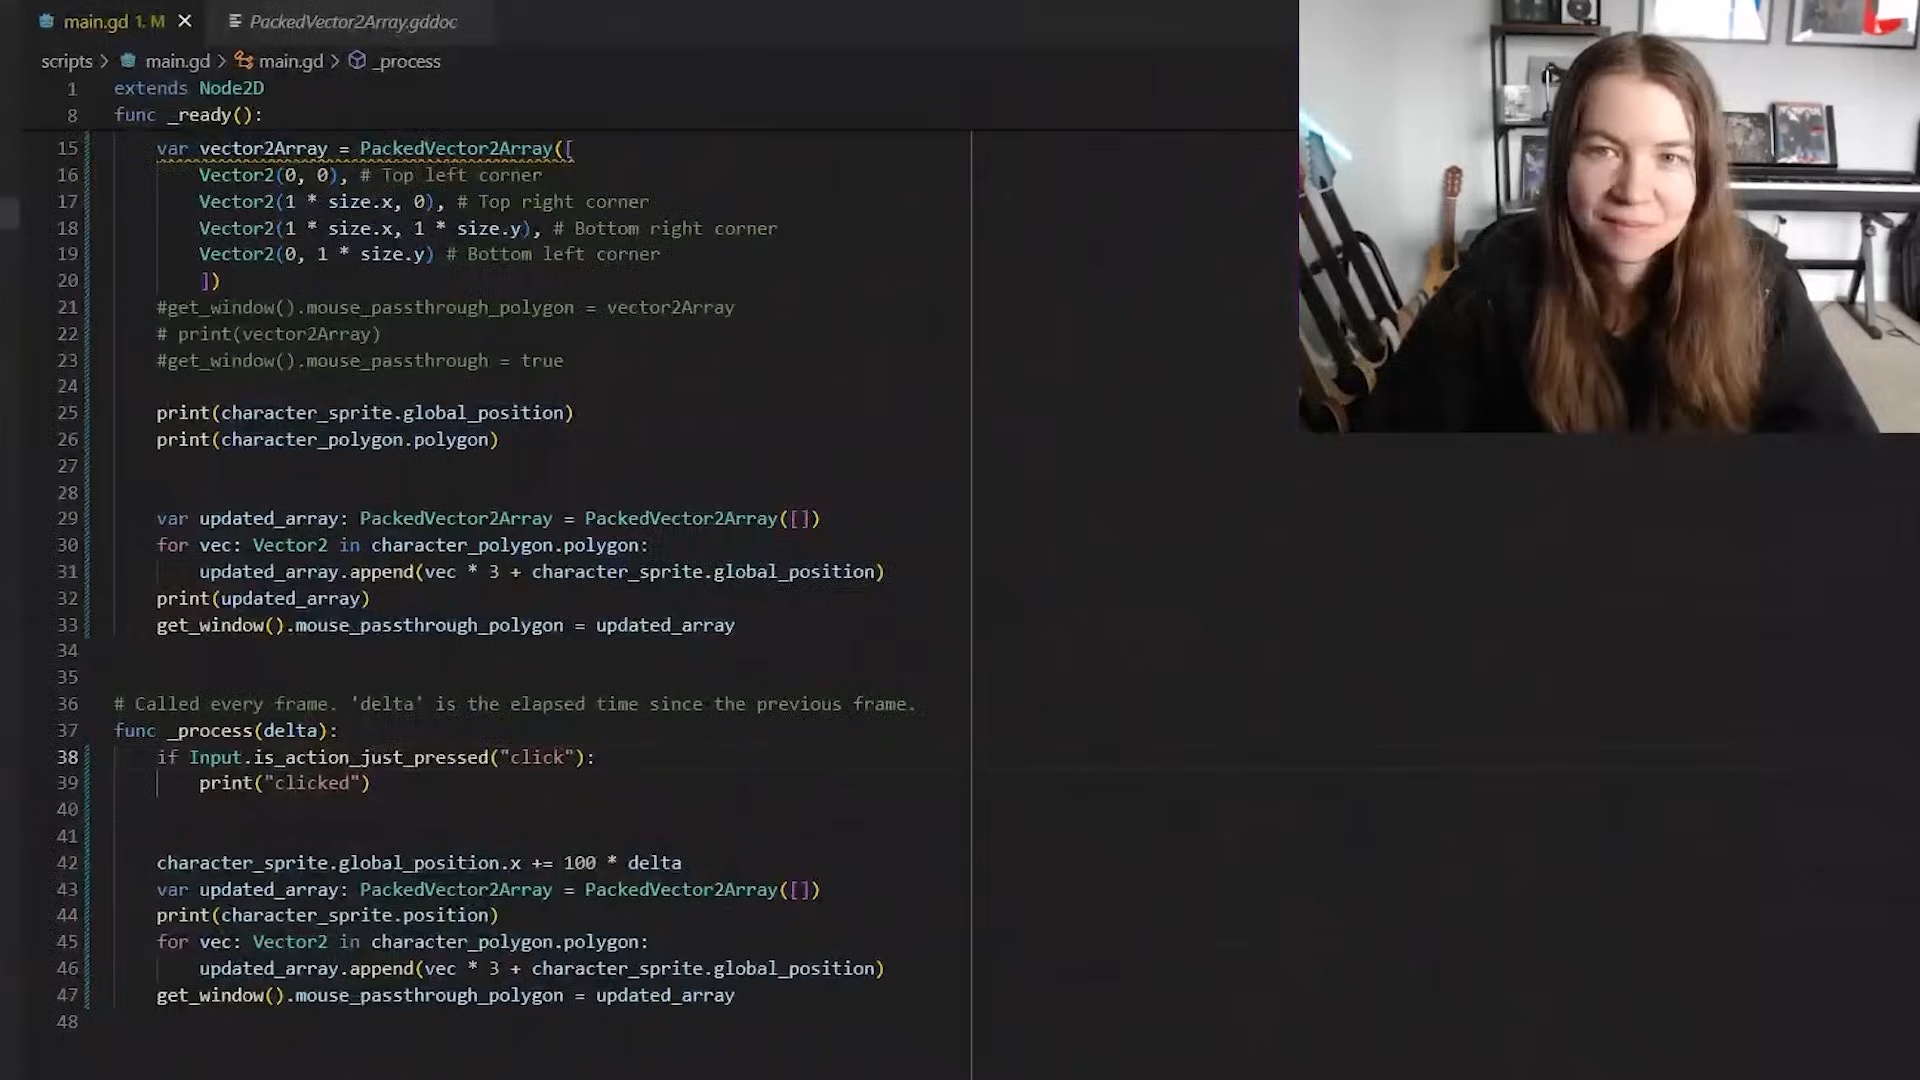 main.gd 1, M
PackedVector2Array.gddoc
scripts > main.gd > main.gd > _process
1 extends Node2D
8 func _ready():
15 var vector2Array = PackedVector2Array([
16 Vector2(0, 0), # Top left corner
17 Vector2(1 * size.x, 0), # Top right corner
18 Vector2(1 * size.x, 1 * size.y), # Bottom right corner
19 Vector2(0, 1 * size.y) # Bottom left corner
20 ])
21 #get_window().mouse_passthrough_polygon = vector2Array
22 # print(vector2Array)
23 #get_window().mouse_passthrough = true
24
25 print(character_sprite.global_position)
26 print(character_polygon.polygon)
27
28
29 var updated_array: PackedVector2Array = PackedVector2Array([])
30 for vec: Vector2 in character_polygon.polygon:
31 updated_array.append(vec * 3 + character_sprite.global_position)
32 print(updated_array)
33 get_window().mouse_passthrough_polygon = updated_array
34
35
36 # Called every frame. 'delta' is the elapsed time since the previous frame.
37 func _process(delta):
38 if Input.is_action_just_pressed("click"):
39 print("clicked")
40
41
42 character_sprite.global_position.x += 100 * delta
43 var updated_array: PackedVector2Array = PackedVector2Array([])
44 print(character_sprite.position)
45 for vec: Vector2 in character_polygon.polygon:
46 updated_array.append(vec * 3 + character_sprite.global_position)
47 get_window().mouse_passthrough_polygon = updated_array
48